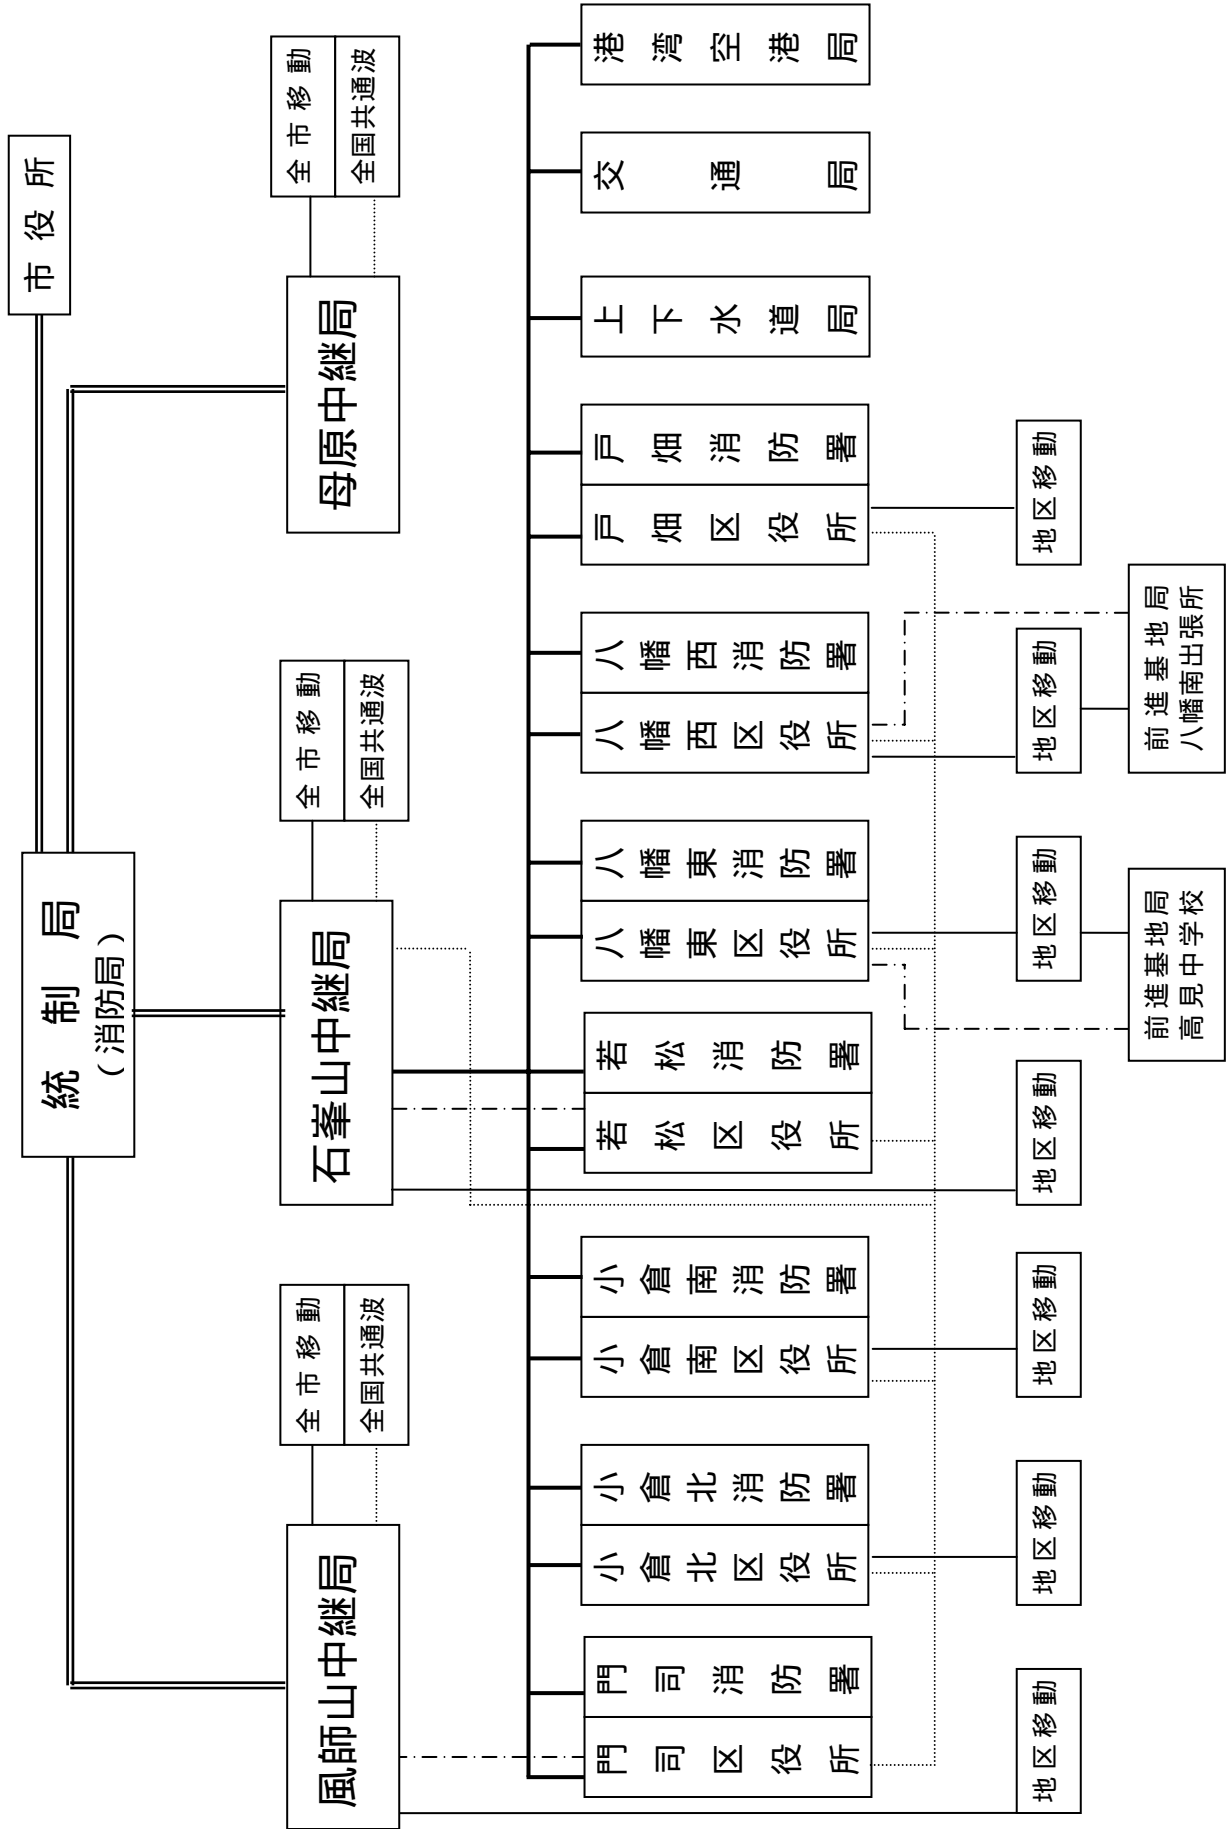 統制局
(消防局)
市役所
風師山中継局
全市移動
全国共通波
石峯山中継局
全市移動
全国共通波
母原中継局
全市移動
全国共通波
門司区役所
門司消防署
小倉北区役所
小倉北消防署
小倉南区役所
小倉南消防署
若松区役所
若松消防署
八幡東区役所
八幡東消防署
八幡西区役所
八幡西消防署
戸畑区役所
戸畑消防署
上下水道局
交通局
港湾空港局
地区移動
地区移動
地区移動
地区移動
地区移動
地区移動
地区移動
前進基地局
高見中学校
前進基地局
八幡南出張所